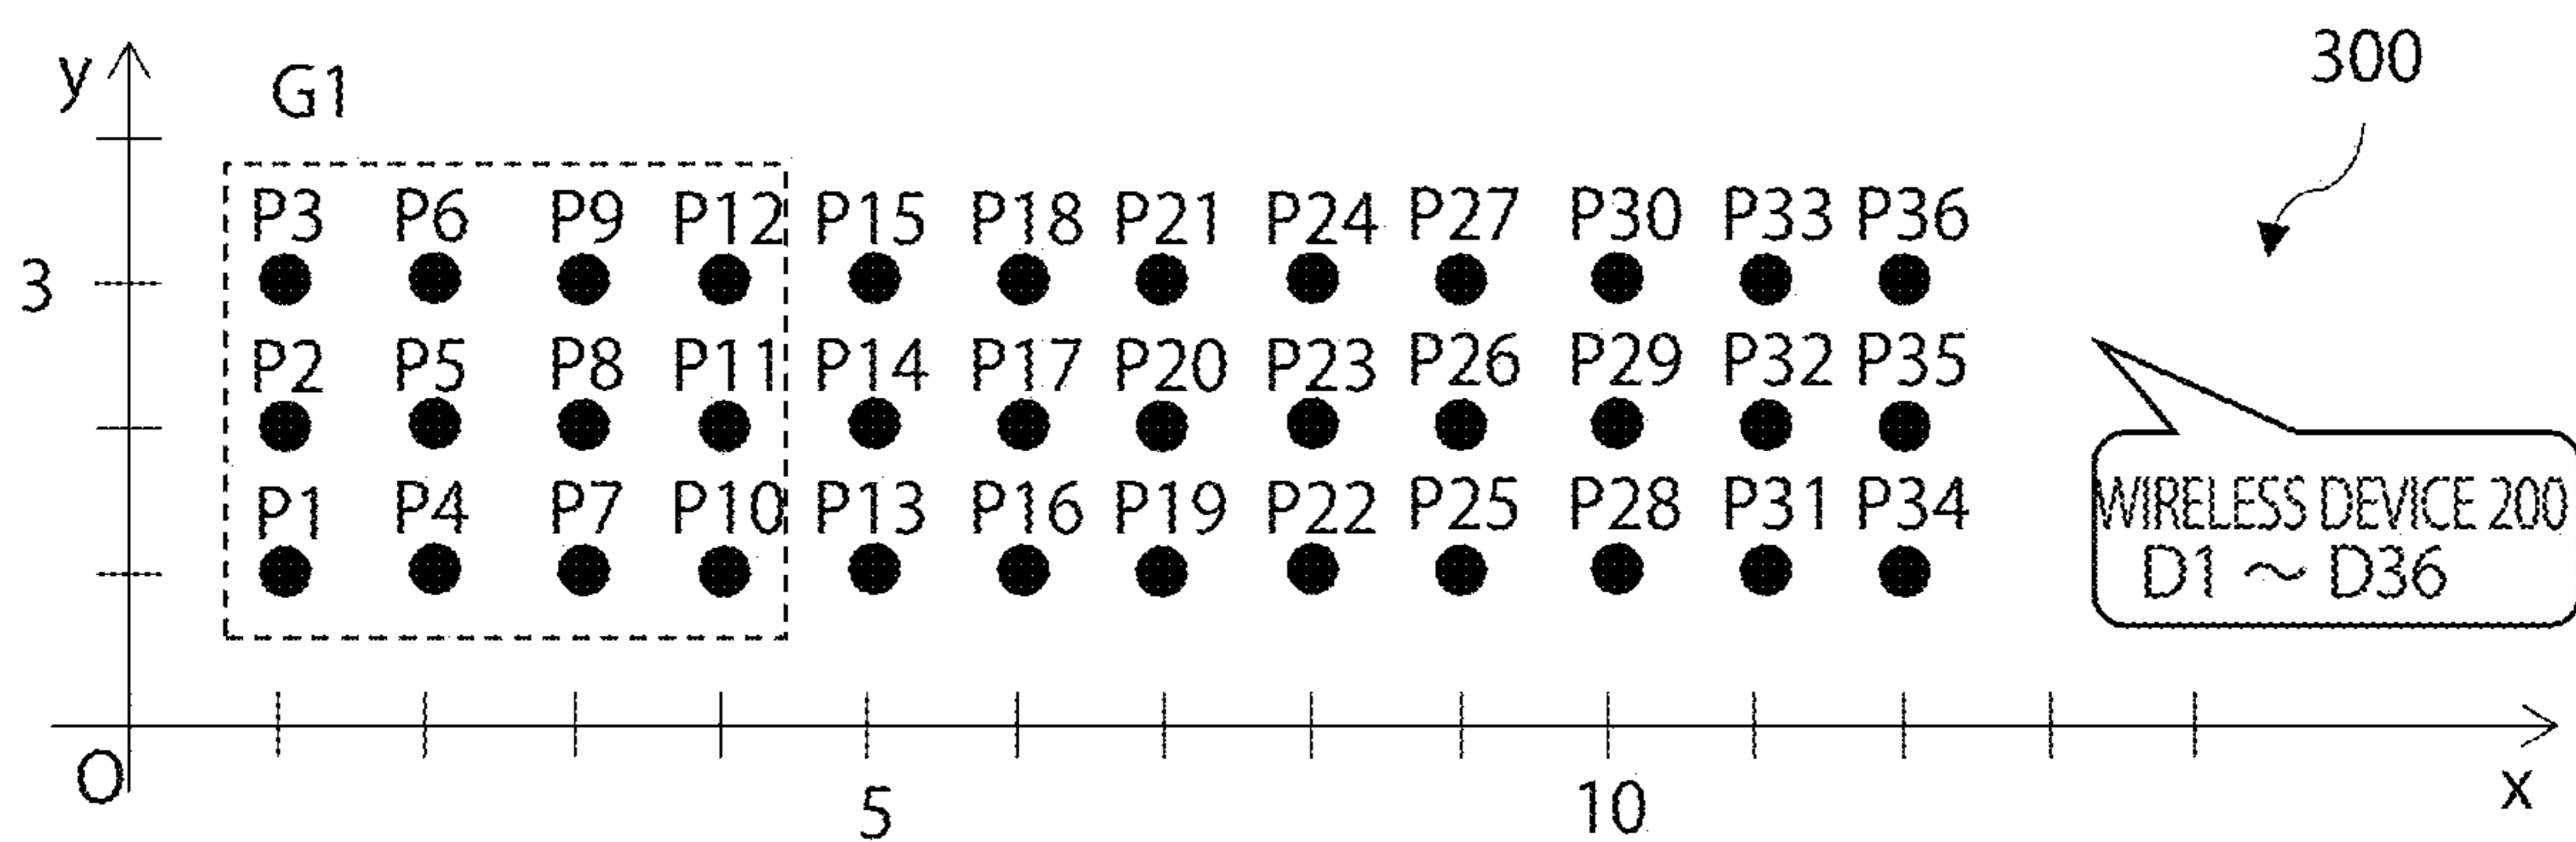 300
y
G1
P3 P6 P9 P12 P15 P18 P21 P24 P27 P30 P33 P36
3
P2 P5 P8 P11 P14 P17 P20 P23 P26 P29 P32 P35
P1 P4 P7 P10 P13 P16 P19 P22 P25 P28 P31 P34
WIRELESS DEVICE 200
D1 ~ D36
O
5
10
x